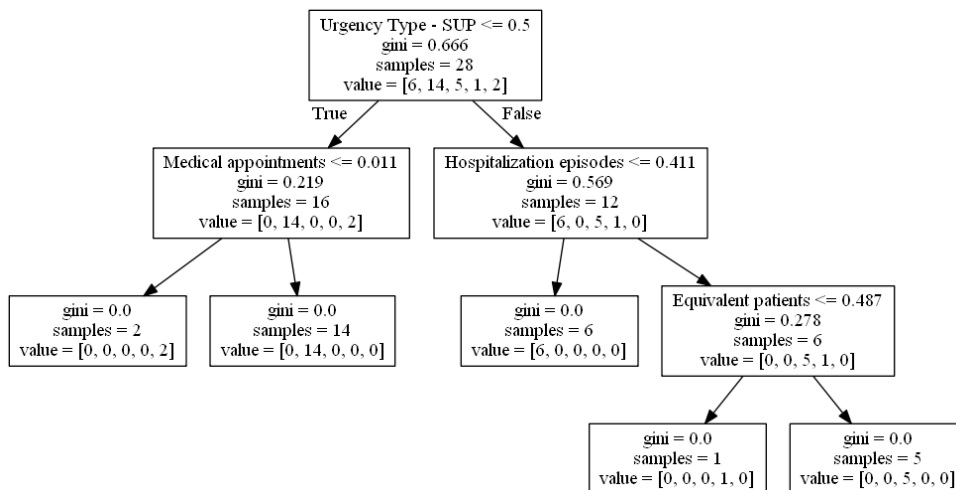 Urgency Type - SUP <= 0.5
gini = 0.666
samples = 28
value = [6, 14, 5, 1, 2]
True
False
Medical appointments <= 0.011
gini = 0.219
samples = 16
value = [0, 14, 0, 0, 2]
Hospitalization episodes <= 0.411
gini = 0.569
samples = 12
value = [6, 0, 5, 1, 0]
gini = 0.0
samples = 2
value = [0, 0, 0, 0, 2]
gini = 0.0
samples = 14
value = [0, 14, 0, 0, 0]
gini = 0.0
samples = 6
value = [6, 0, 0, 0, 0]
Equivalent patients <= 0.487
gini = 0.278
samples = 6
value = [0, 0, 5, 1, 0]
gini = 0.0
samples = 1
value = [0, 0, 0, 1, 0]
gini = 0.0
samples = 5
value = [0, 0, 5, 0, 0]